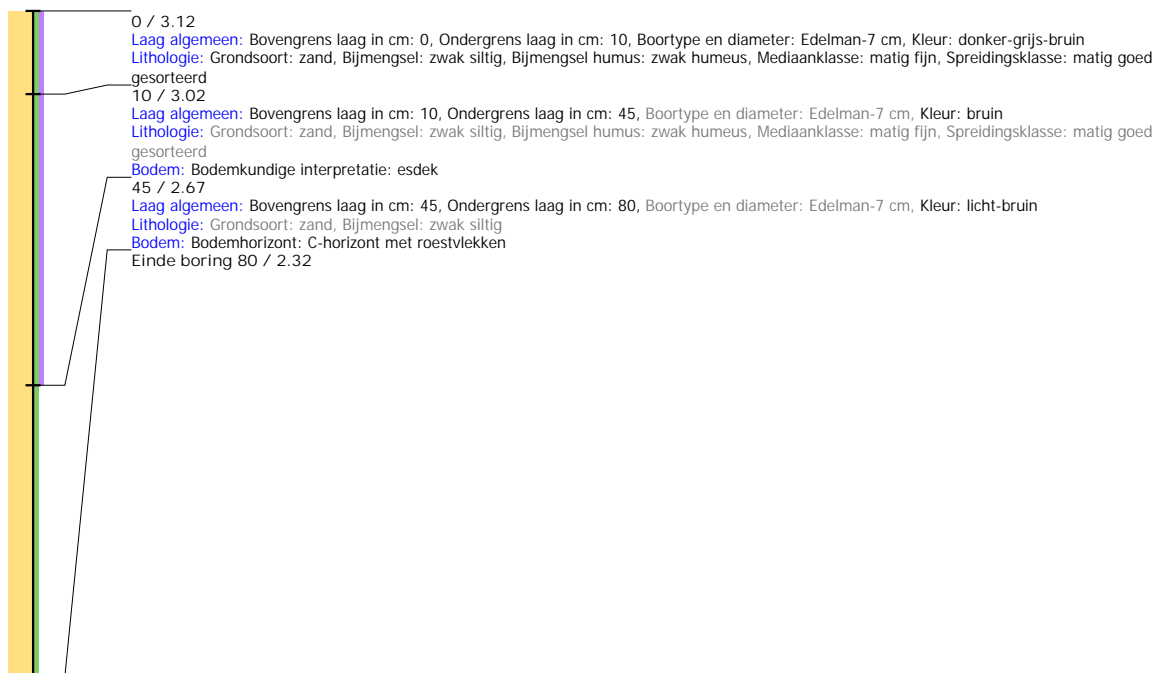 0 / 3.12
Laag algemeen: Bovengrens laag in cm: 0, Ondergrens laag in cm: 10, Boortype en diameter: Edelman-7 cm, Kleur: donker-grijs-bruin
Lithologie: Grondsoort: zand, Bijmengsel: zwak siltig, Bijmengsel humus: zwak humeus, Mediaanklasse: matig fijn, Spreidingsklasse: matig goed
gesorteerd
10 / 3.02
Laag algemeen: Bovengrens laag in cm: 10, Ondergrens laag in cm: 45, Boortype en diameter: Edelman-7 cm, Kleur: bruin
Lithologie: Grondsoort: zand, Bijmengsel: zwak siltig, Bijmengsel humus: zwak humeus, Mediaanklasse: matig fijn, Spreidingsklasse: matig goed
gesorteerd
Bodem: Bodemkundige interpretatie: esdek
45 / 2.67
Laag algemeen: Bovengrens laag in cm: 45, Ondergrens laag in cm: 80, Boortype en diameter: Edelman-7 cm, Kleur: licht-bruin
Lithologie: Grondsoort: zand, Bijmengsel: zwak siltig
Bodem: Bodemhorizont: C-horizont met roestvlekken
Einde boring 80 / 2.32